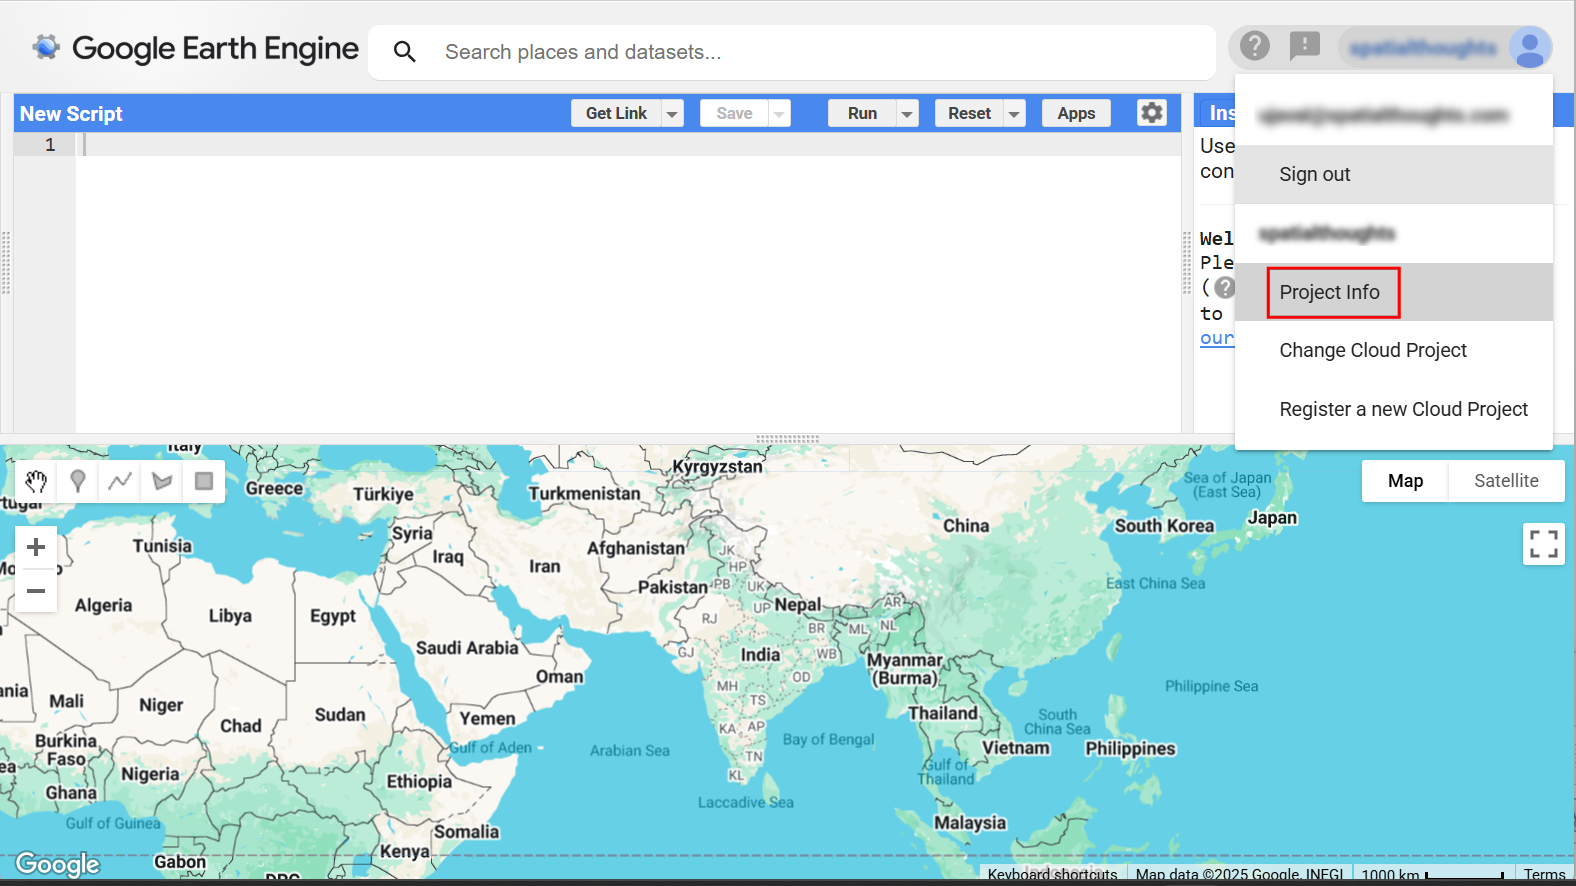 Google Earth Engine
Search places and datasets...
New Script
Get Link
Save
Run
Reset
Apps
1
Ins
Use
con
Wel
Ple
(
to
our
Sign out
Project Info
Change Cloud Project
Register a new Cloud Project
Map
Satellite
Italy
Kyrgyzstan
Sea of Japan
(East Sea)
Greece
Türkiye
Turkmenistan
Japan
China
South Korea
Syria
Tunisia
Iraq
Afghanistan
Iran
JK
HP
Pakistan
PB
UK
East China Sea
Algeria
Libya
Egypt
RJ
UP
Nepal
AR
NL
BR
ML
Saudi Arabia
GJ
India
WB
Myanmar
(Burma)
Oman
OD
MH
Philippine Sea
Mali
Niger
TS
Chad
Sudan
Yemen
Thailand
South
China Sea
KA
AP
Burkina
Faso
Gulf of Aden
Arabian Sea
Bay of Bengal
Vietnam
Philippines
TN
Nigeria
Ethiopia
KL
Gulf of
Thailand
Ghana
Laccadive Sea
Gulf of Guinea
Somalia
Malaysia
Kenya
Gabon
DRC
Google
Keyboard shortcuts
Map data ©2025 Google, INEGI
1000 km
Terms